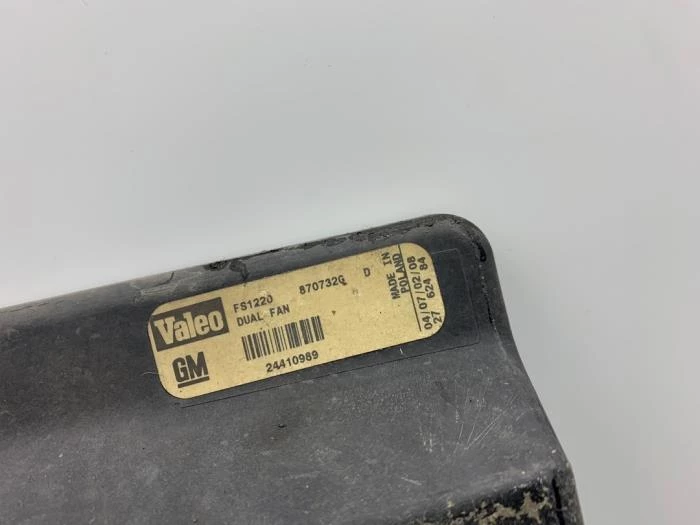 Valeo
FS1220 870732G D
DUAL FAN
GM
24410989
MADE IN
POLAND
04/07/02/08
27 624 84